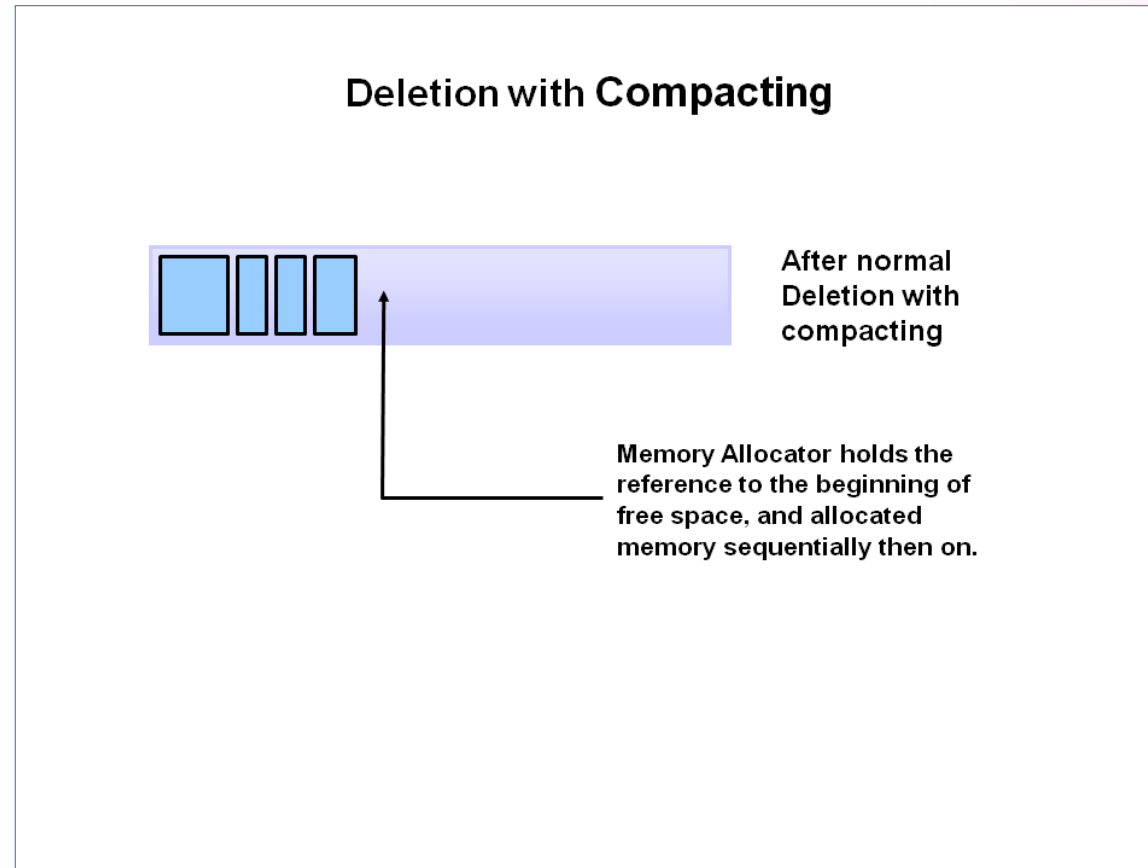 Deletion with Compacting
After normal
Deletion with
compacting
Memory Allocator holds the
reference to the beginning of
free space, and allocated
memory sequentially then on.